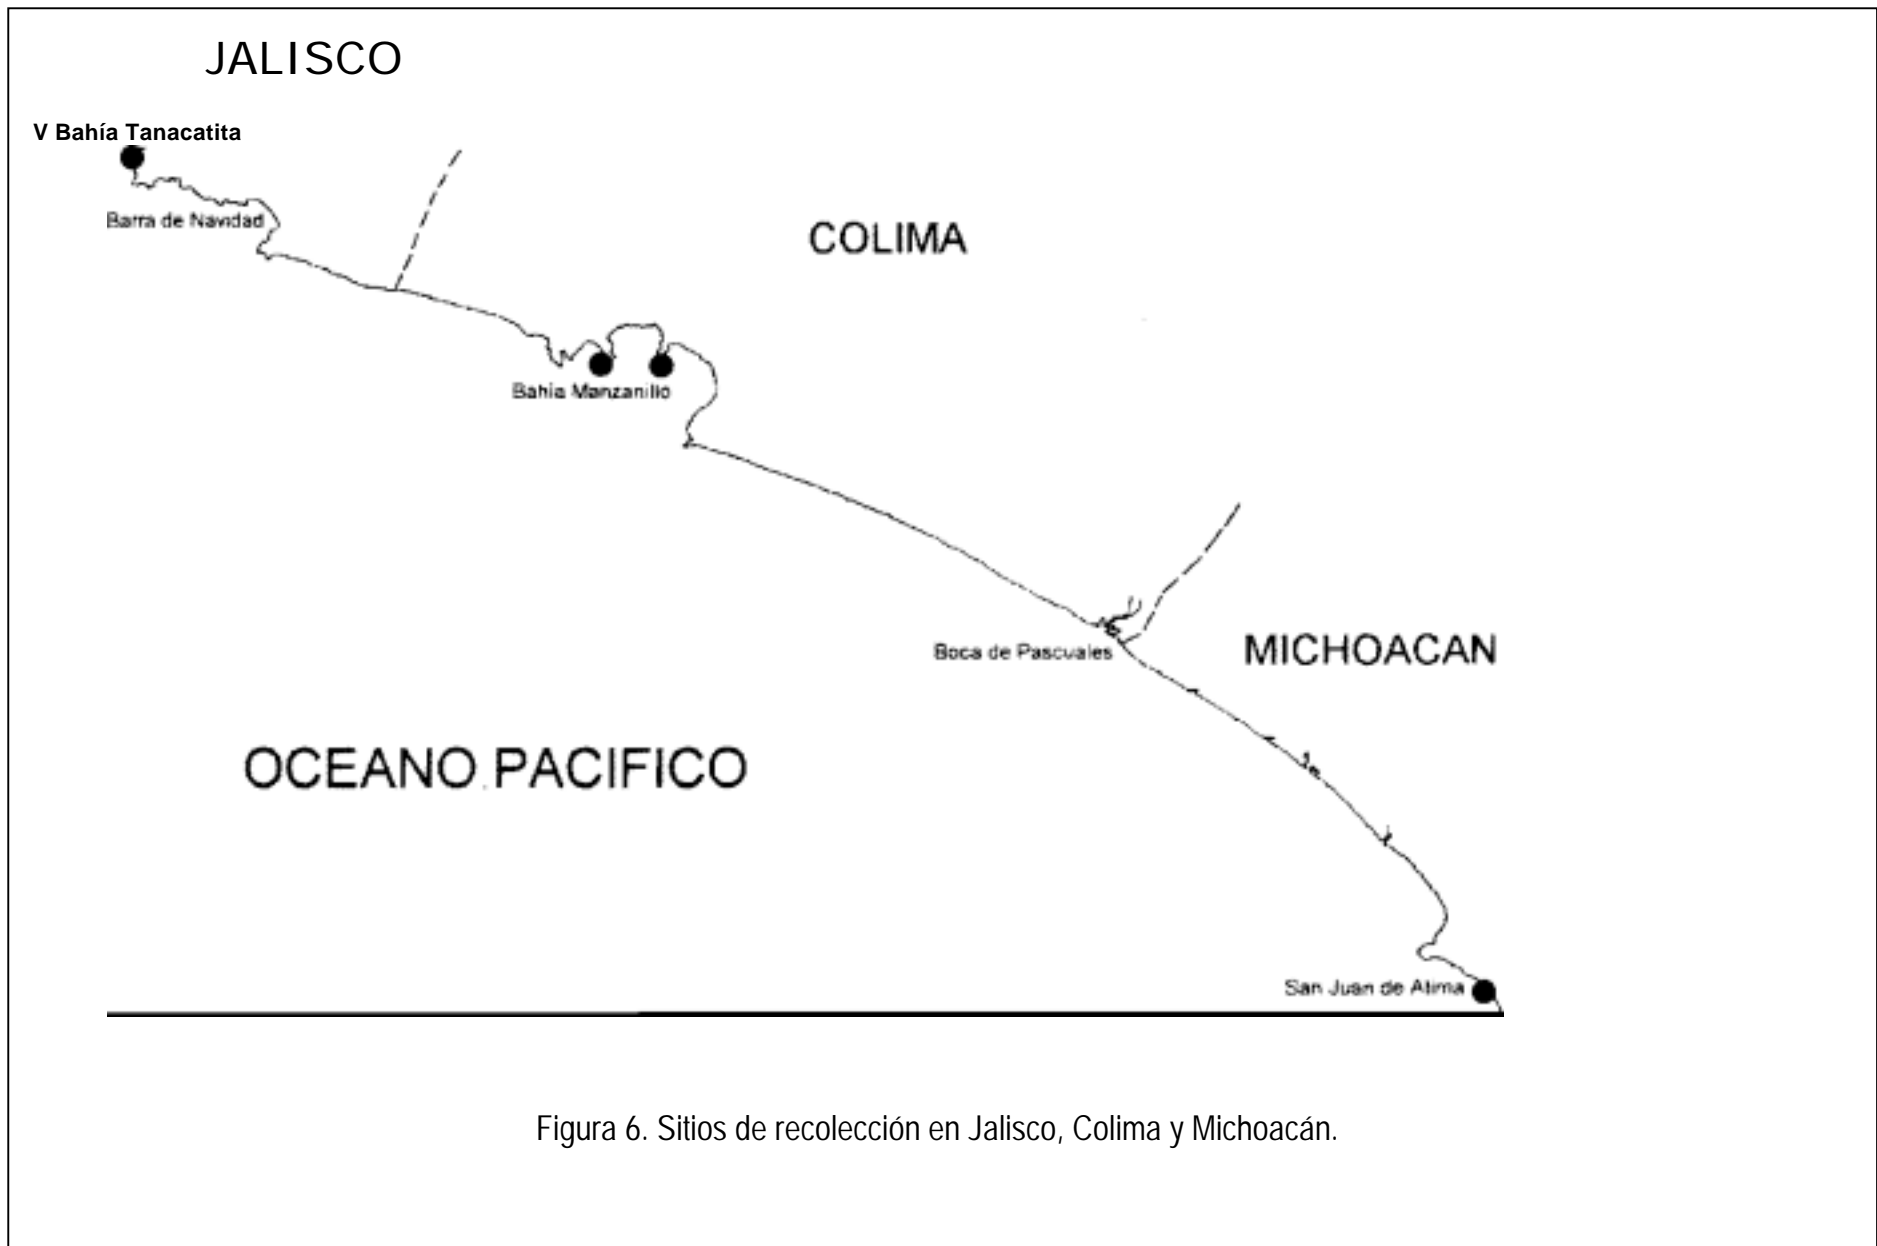 JALISCO
V Bahía Tanacatita
Barra de Navidad
COLIMA
Bahía Manzanillo
Boca de Pascuales
MICHOACAN
OCEANO PACIFICO
San Juan de Atima
Figura 6. Sitios de recolección en Jalisco, Colima y Michoacán.